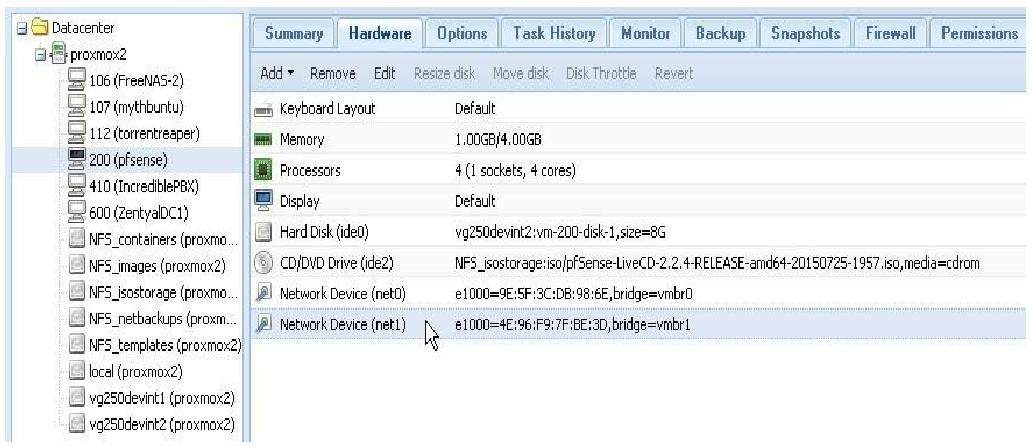 Datacenter
proxmox2
106 (FreeNAS-2)
107 (mythbuntu)
112 (torrentreaper)
200 (pfsense)
410 (IncrediblePBX)
600 (ZentyalDC1)
NFS_containers (proxmo...
NFS_images (proxmox2)
NFS_isostorage (proxmo...
NFS_netbackups (proxm...
NFS_templates (proxmox2)
local (proxmox2)
vg250devint1 (proxmox2)
vg250devint2 (proxmox2)
Summary Hardware Options Task History Monitor Backup Snapshots Firewall Permissions
Add Remove Edit Resize disk Move disk Disk Throttle Revert
Keyboard Layout Default
Memory 1.00GB/4.00GB
Processors 4 (1 sockets, 4 cores)
Display Default
Hard Disk (ide0) vg250devint2:vm-200-disk-1,size=8G
CD/DVD Drive (ide2) NFS_isostorage:iso/pfSense-LiveCD-2.2.4-RELEASE-amd64-20150725-1957.iso,media=cdrom
Network Device (net0) e1000=9E:5F:3C:DB:98:6E,bridge=vmbr0
Network Device (net1) e1000=4E:96:F9:7F:BE:3D,bridge=vmbr1